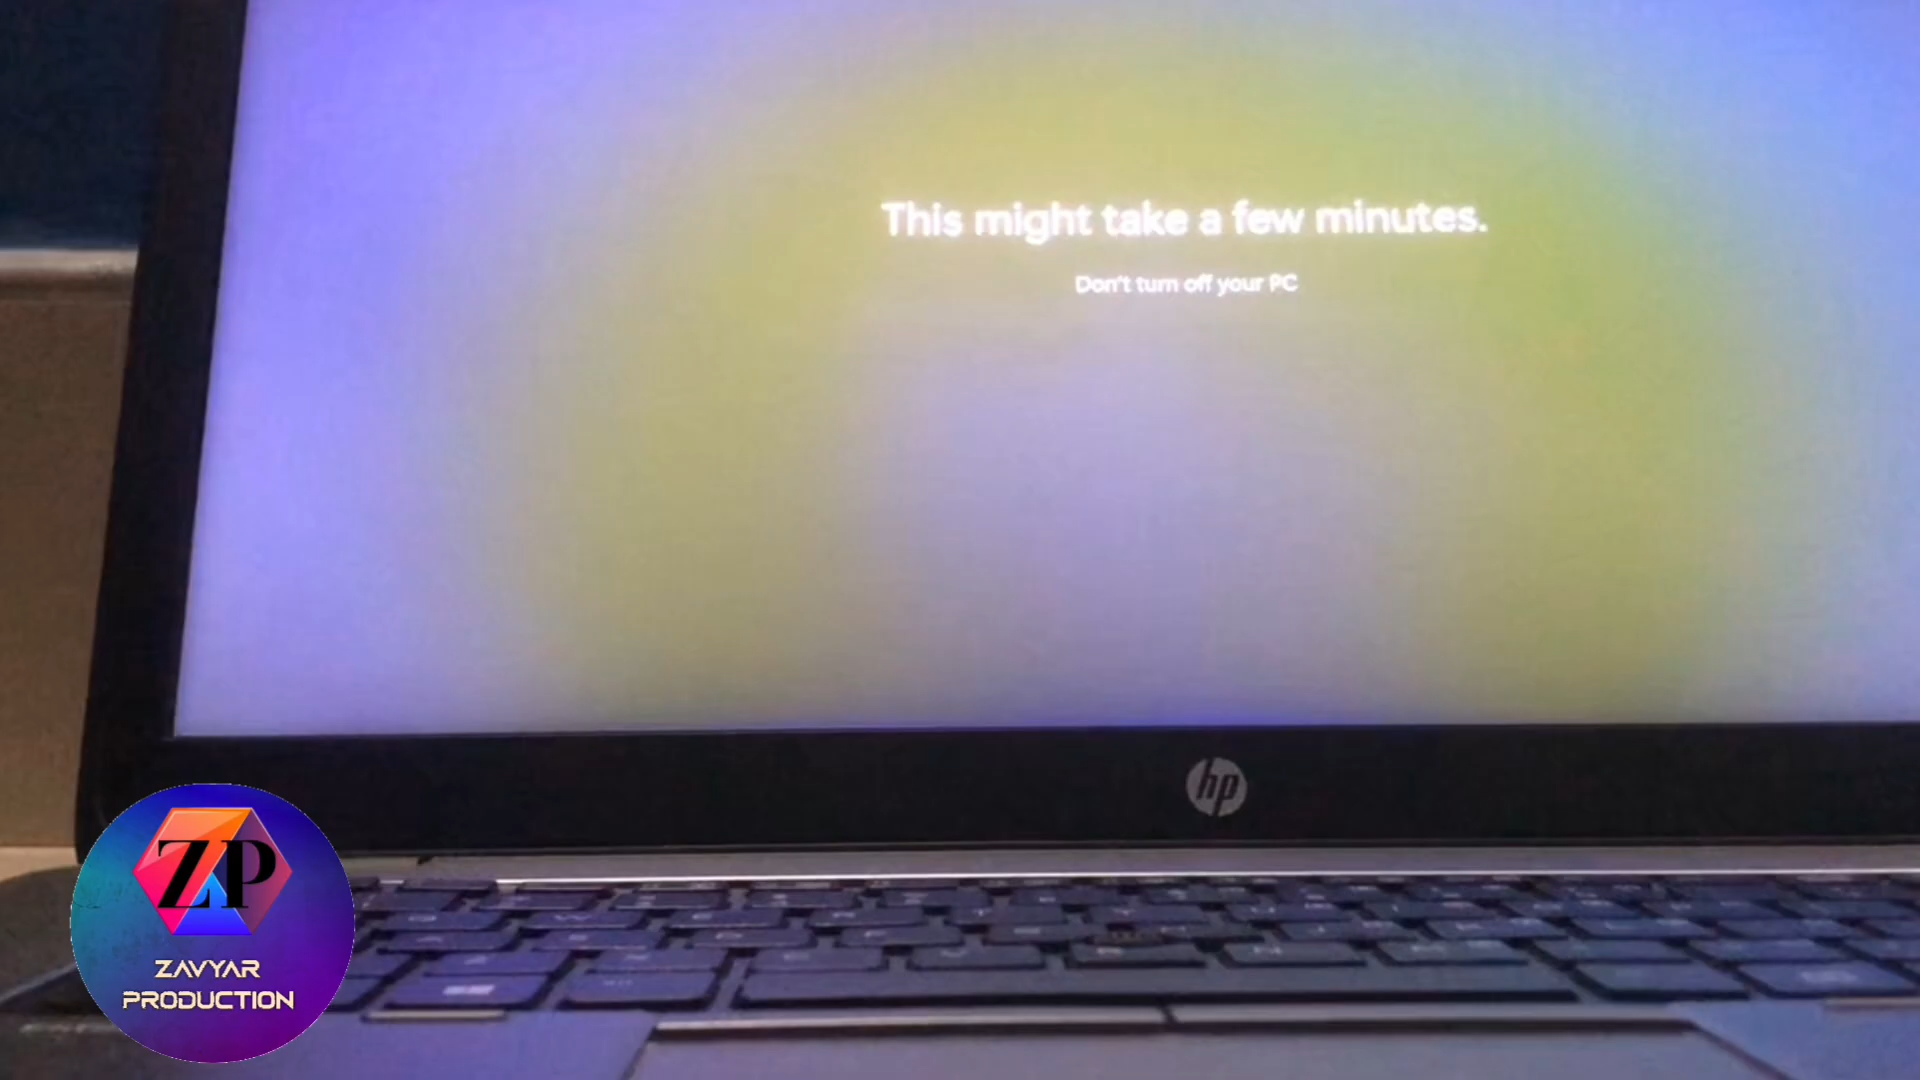 This might take a few minutes.
Don't turn off your PC
hp
ZP
ZAVYAR
PRODUCTION